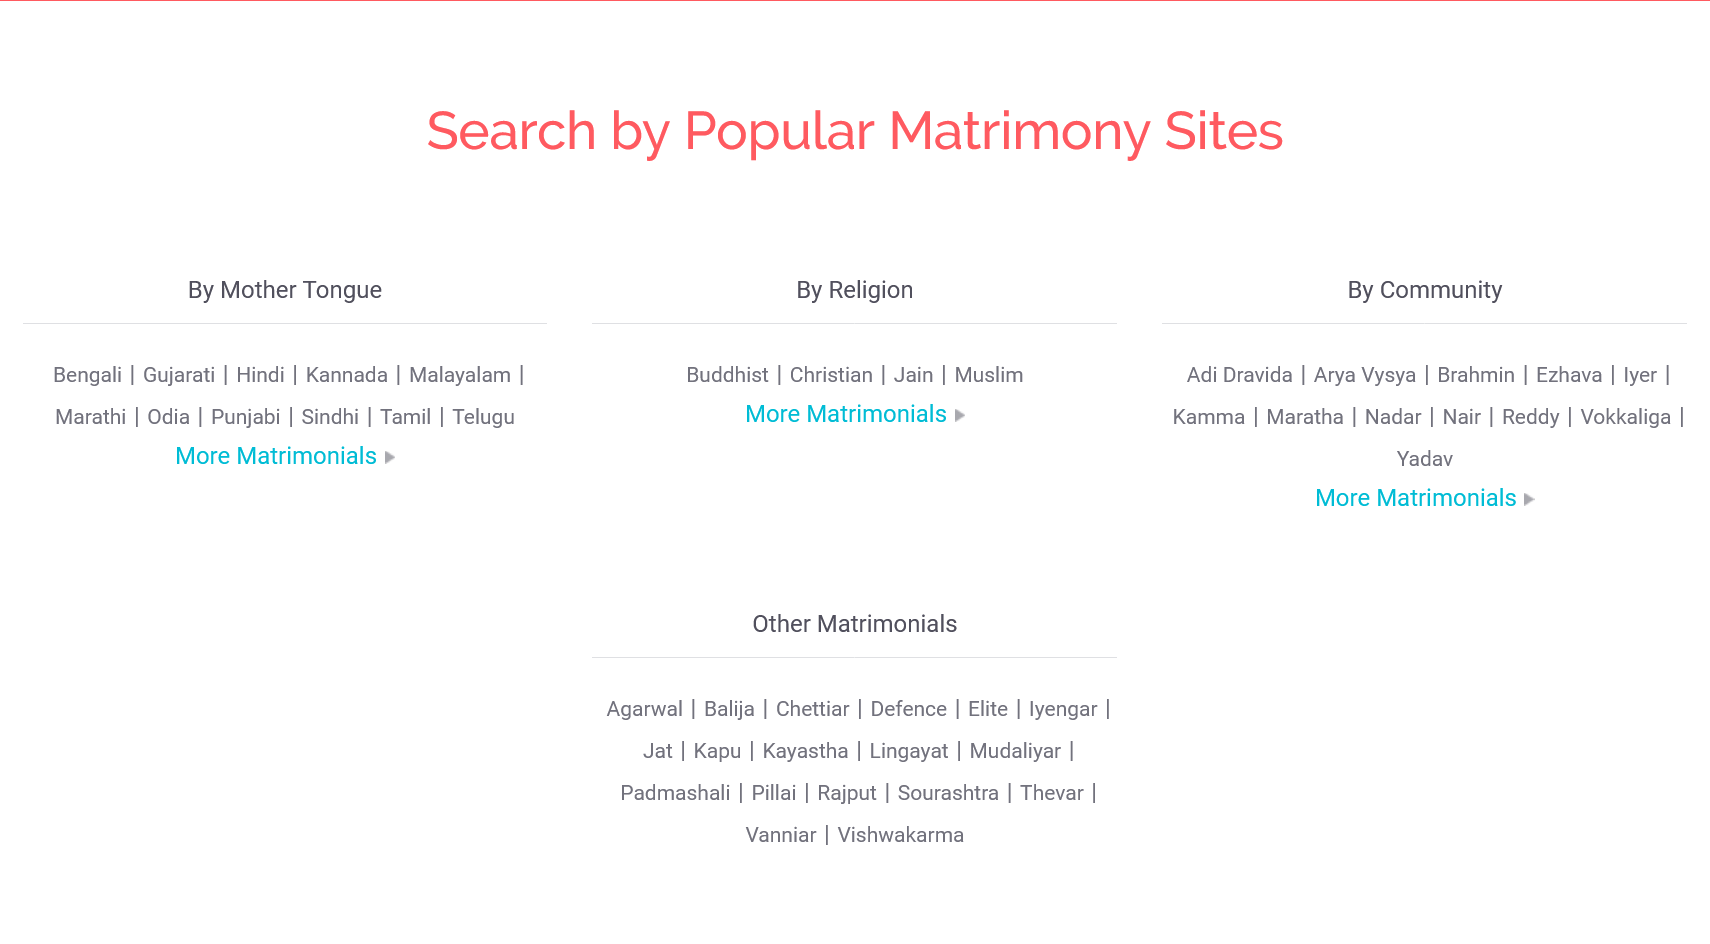 Search by Popular Matrimony Sites
By Mother Tongue
Bengali | Gujarati | Hindi | Kannada | Malayalam |
Marathi | Odia | Punjabi | Sindhi | Tamil | Telugu
More Matrimonials
By Religion
Buddhist | Christian | Jain | Muslim
More Matrimonials
By Community
Adi Dravida | Arya Vysya | Brahmin | Ezhava | Iyer |
Kamma | Maratha | Nadar | Nair | Reddy | Vokkaliga |
Yadav
More Matrimonials
Other Matrimonials
Agarwal | Balija | Chettiar | Defence | Elite | Iyengar |
Jat | Kapu | Kayastha | Lingayat | Mudaliyar |
Padmashali | Pillai | Rajput | Sourashtra | Thevar |
Vanniar | Vishwakarma